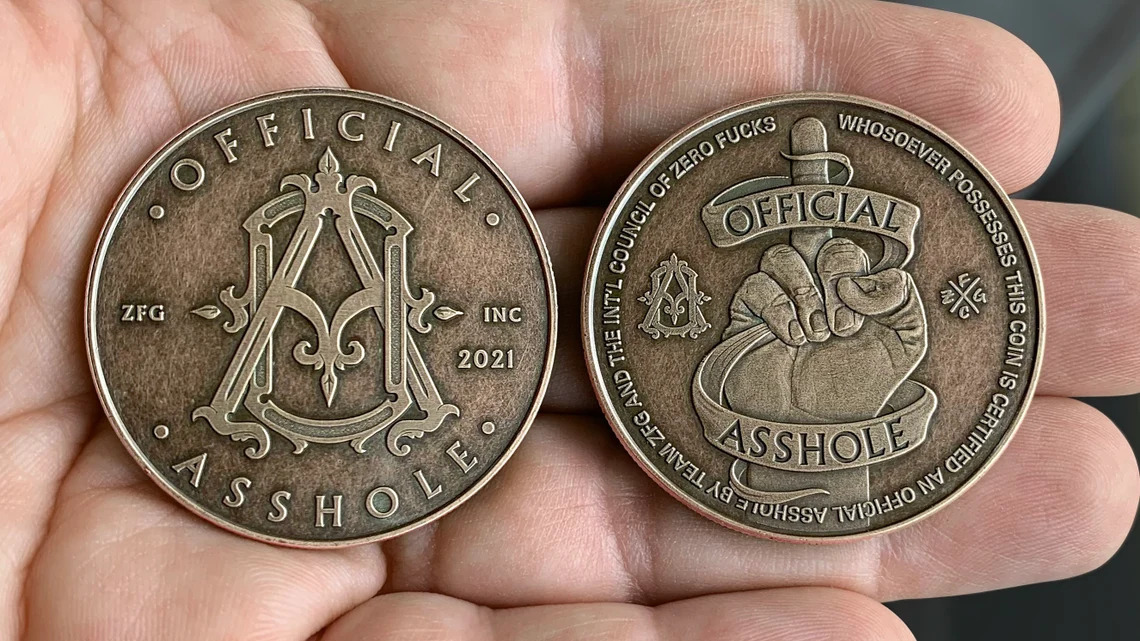 OFFICIAL
ZFG
INC
2021
ASSHOLE
WHOSOEVER POSSESSES THIS COIN IS CERTIFIED AN OFFICIAL ASSHOLE BY TEAM ZFG AND THE INT'L COUNCIL OF ZERO FUCKS
OFFICIAL
ASSHOLE